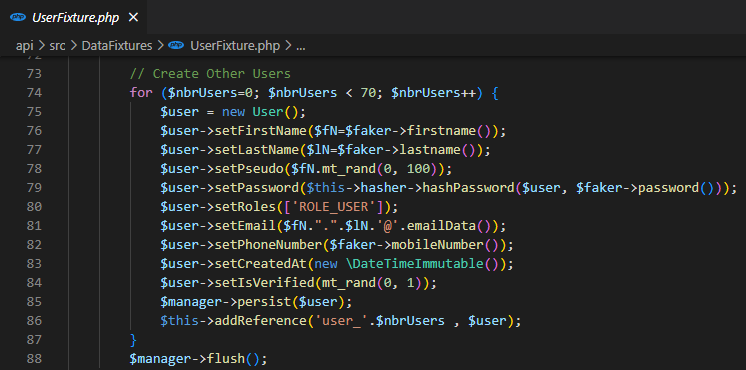 UserFixture.php
api > src > DataFixtures > UserFixture.php > ...
73 // Create Other Users
74 for ($nbrUsers=0; $nbrUsers < 70; $nbrUsers++) {
75 $user = new User();
76 $user->setFirstName($fN=$faker->firstname());
77 $user->setLastName($lN=$faker->lastname());
78 $user->setPseudo($fN.mt_rand(0, 100));
79 $user->setPassword($this->hasher->hashPassword($user, $faker->password()));
80 $user->setRoles(['ROLE_USER']);
81 $user->setEmail($fN.".".$lN.'@'.emailData());
82 $user->setPhoneNumber($faker->mobileNumber());
83 $user->setCreatedAt(new \DateTimeImmutable());
84 $user->setIsVerified(mt_rand(0, 1));
85 $manager->persist($user);
86 $this->addReference('user_'.$nbrUsers , $user);
87 }
88 $manager->flush();